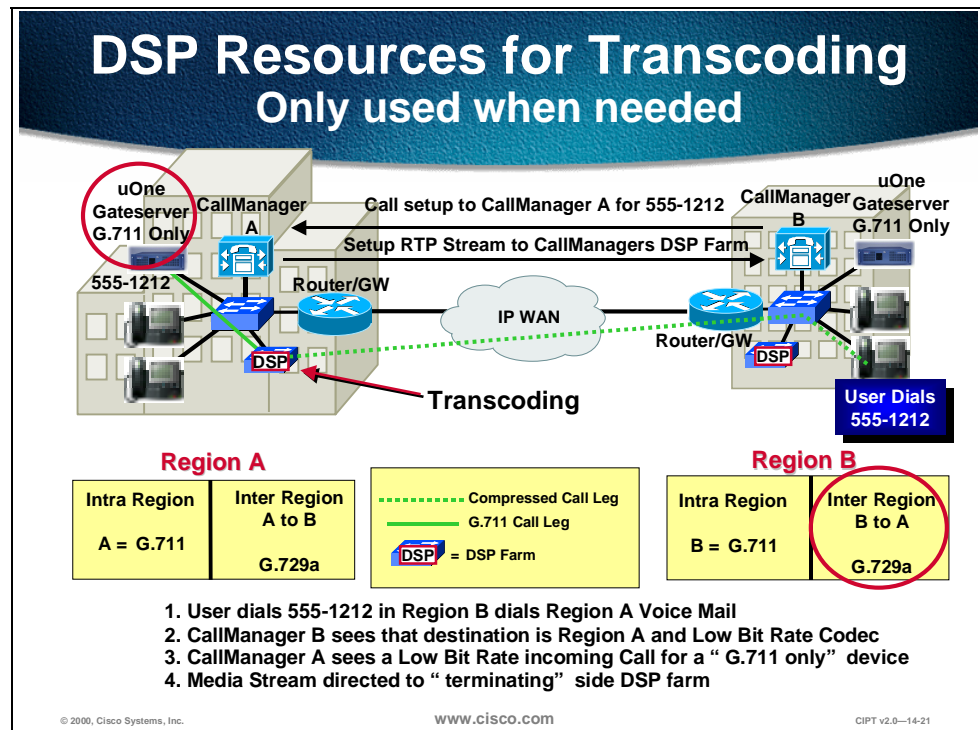 DSP Resources for Transcoding
Only used when needed
uOne
Gateserver
G.711 Only
555-1212
CallManager
A
Call setup to CallManager A for 555-1212
Setup RTP Stream to CallManagers DSP Farm
CallManager
B
uOne
Gateserver
G.711 Only
Router/GW
IP WAN
Router/GW
DSP
DSP
Transcoding
User Dials
555-1212
Region A
Intra Region
A = G.711
Inter Region
A to B
G.729a
Compressed Call Leg
G.711 Call Leg
DSP = DSP Farm
Region B
Intra Region
B = G.711
Inter Region
B to A
G.729a
1. User dials 555-1212 in Region B dials Region A Voice Mail
2. CallManager B sees that destination is Region A and Low Bit Rate Codec
3. CallManager A sees a Low Bit Rate incoming Call for a “ G.711 only” device
4. Media Stream directed to “ terminating” side DSP farm
© 2000, Cisco Systems, Inc.
www.cisco.com
CIPT v2.0—14-21